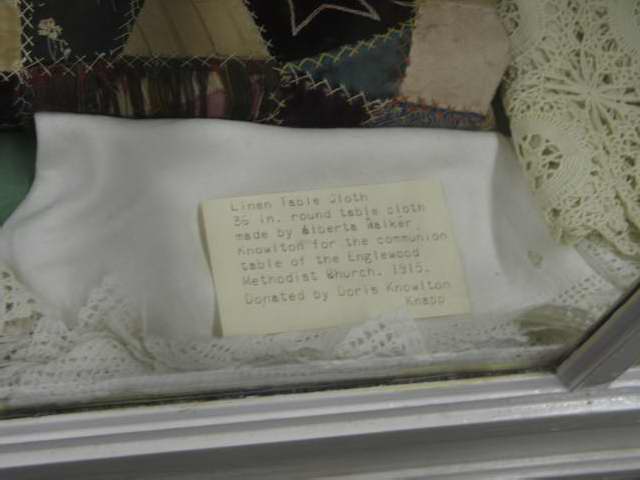 Linen Table Cloth
36 in. round table cloth
made by Alberta Walker
Knowlton for the communion
table of the Englewood
Methodist Church. 1915.
Donated by Doris Knowlton
Knapp